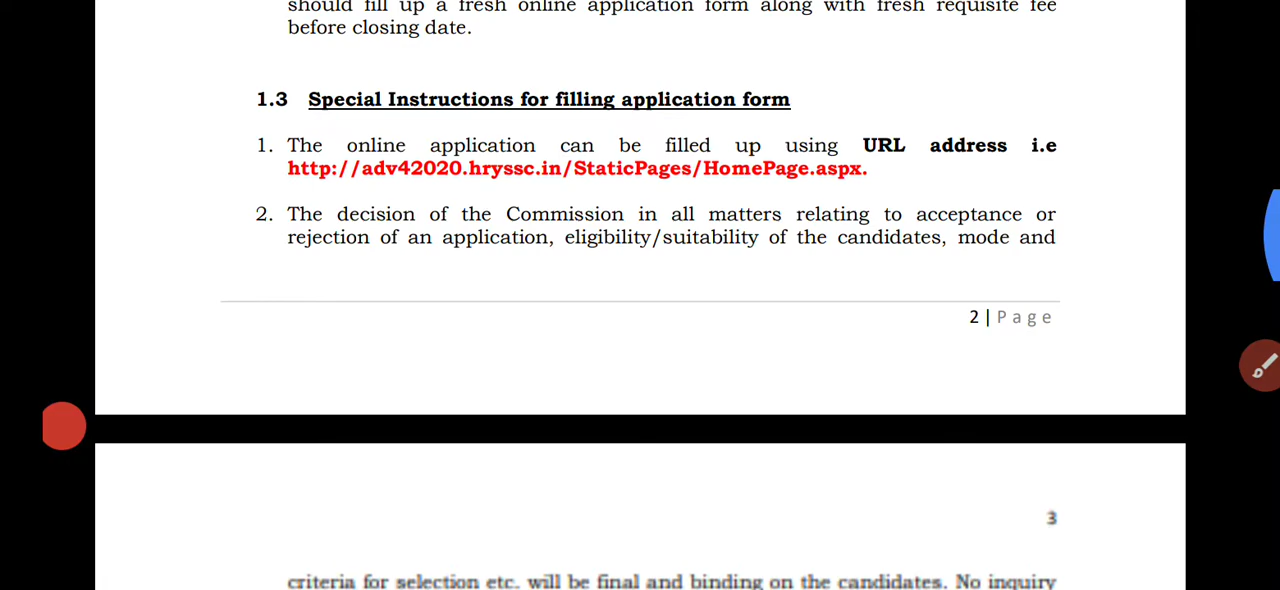 should fill up a fresh online application form along with fresh requisite fee
before closing date.
1.3 Special Instructions for filling application form
1. The online application can be filled up using URL address i.e
http://adv42020.hryssc.in/StaticPages/HomePage.aspx.
2. The decision of the Commission in all matters relating to acceptance or
rejection of an application, eligibility/suitability of the candidates, mode and
2 | P a g e
3
criteria for selection etc. will be final and binding on the candidates. No inquiry